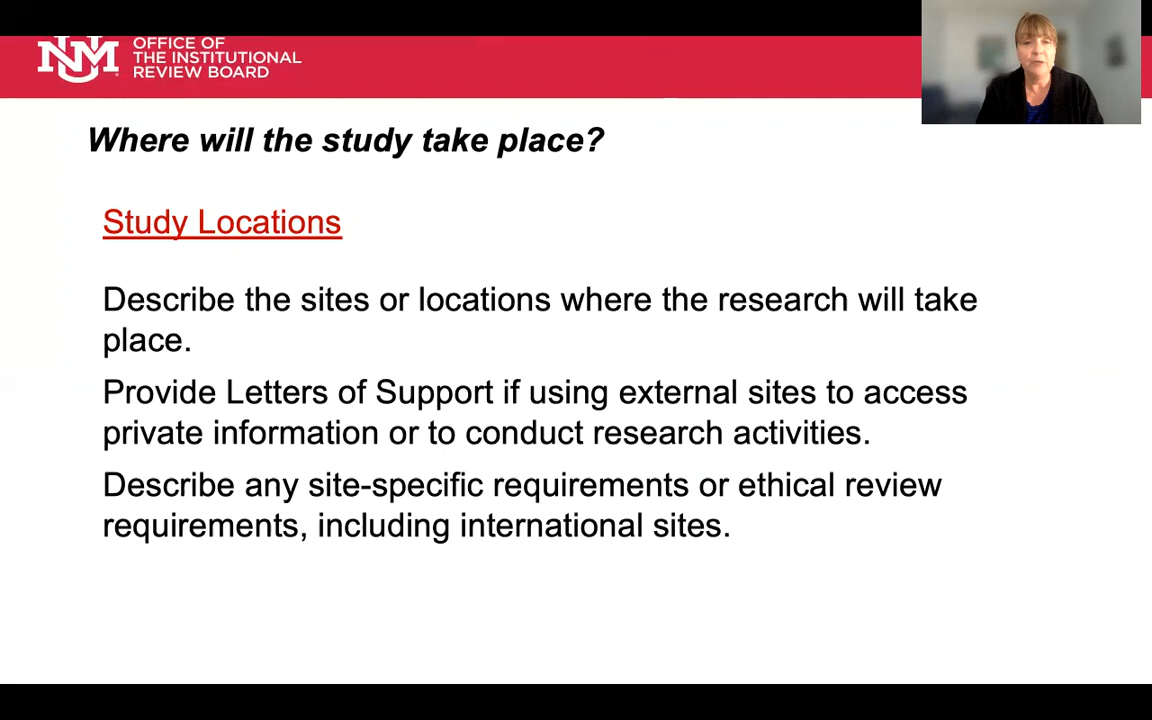 UNM
OFFICE OF
THE INSTITUTIONAL
REVIEW BOARD
Where will the study take place?
Study Locations
Describe the sites or locations where the research will take
place.
Provide Letters of Support if using external sites to access
private information or to conduct research activities.
Describe any site-specific requirements or ethical review
requirements, including international sites.